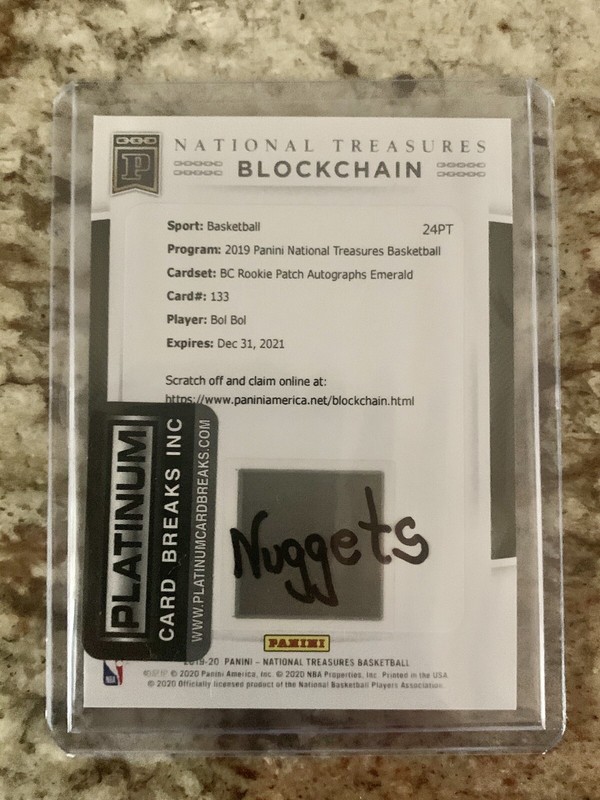 NATIONAL TREASURES
P
BLOCKCHAIN
Sport: Basketball
24PT
Program: 2019 Panini National Treasures Basketball
Cardset: BC Rookie Patch Autographs Emerald
Card#: 133
Player: Bol Bol
Expires: Dec 31, 2021
Scratch off and claim online at:
https://www.paniniamerica.net/blockchain.html
PLATINUM
CARD BREAKS INC
WWW.PLATINUMCARDBREAKS.COM
Nuggets
PANINI
2019-20 PANINI – NATIONAL TREASURES BASKETBALL
NBA
© 2020 Panini America, Inc. © 2020 NBA Properties, Inc. Printed in the USA
© 2020 Officially licensed product of the National Basketball Players Association.